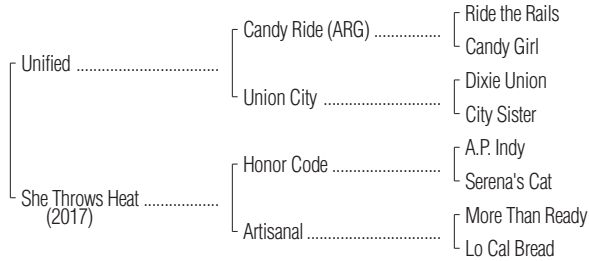 Ride the Rails
Candy Ride (ARG) ................
Candy Girl
Unified ..................................
Dixie Union
Union City ............................
City Sister
A.P. Indy
Honor Code ..........................
Serena's Cat
She Throws Heat ..................
(2017)
More Than Ready
Artisanal ................................
Lo Cal Bread